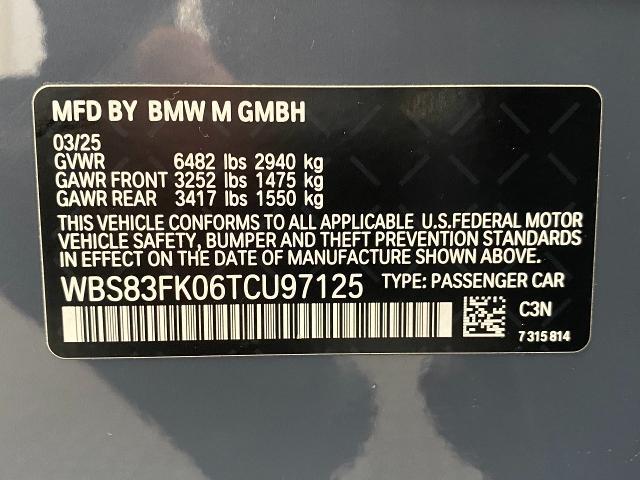 MFD BY BMW M GMBH
03/25
GVWR 6482 lbs 2940 kg
GAWR FRONT 3252 lbs 1475 kg
GAWR REAR 3417 lbs 1550 kg
THIS VEHICLE CONFORMS TO ALL APPLICABLE U.S.FEDERAL MOTOR
VEHICLE SAFETY, BUMPER AND THEFT PREVENTION STANDARDS
IN EFFECT ON THE DATE OF MANUFACTURE SHOWN ABOVE.
WBS83FK06TCU97125 TYPE: PASSENGER CAR
C3N
7 315 814